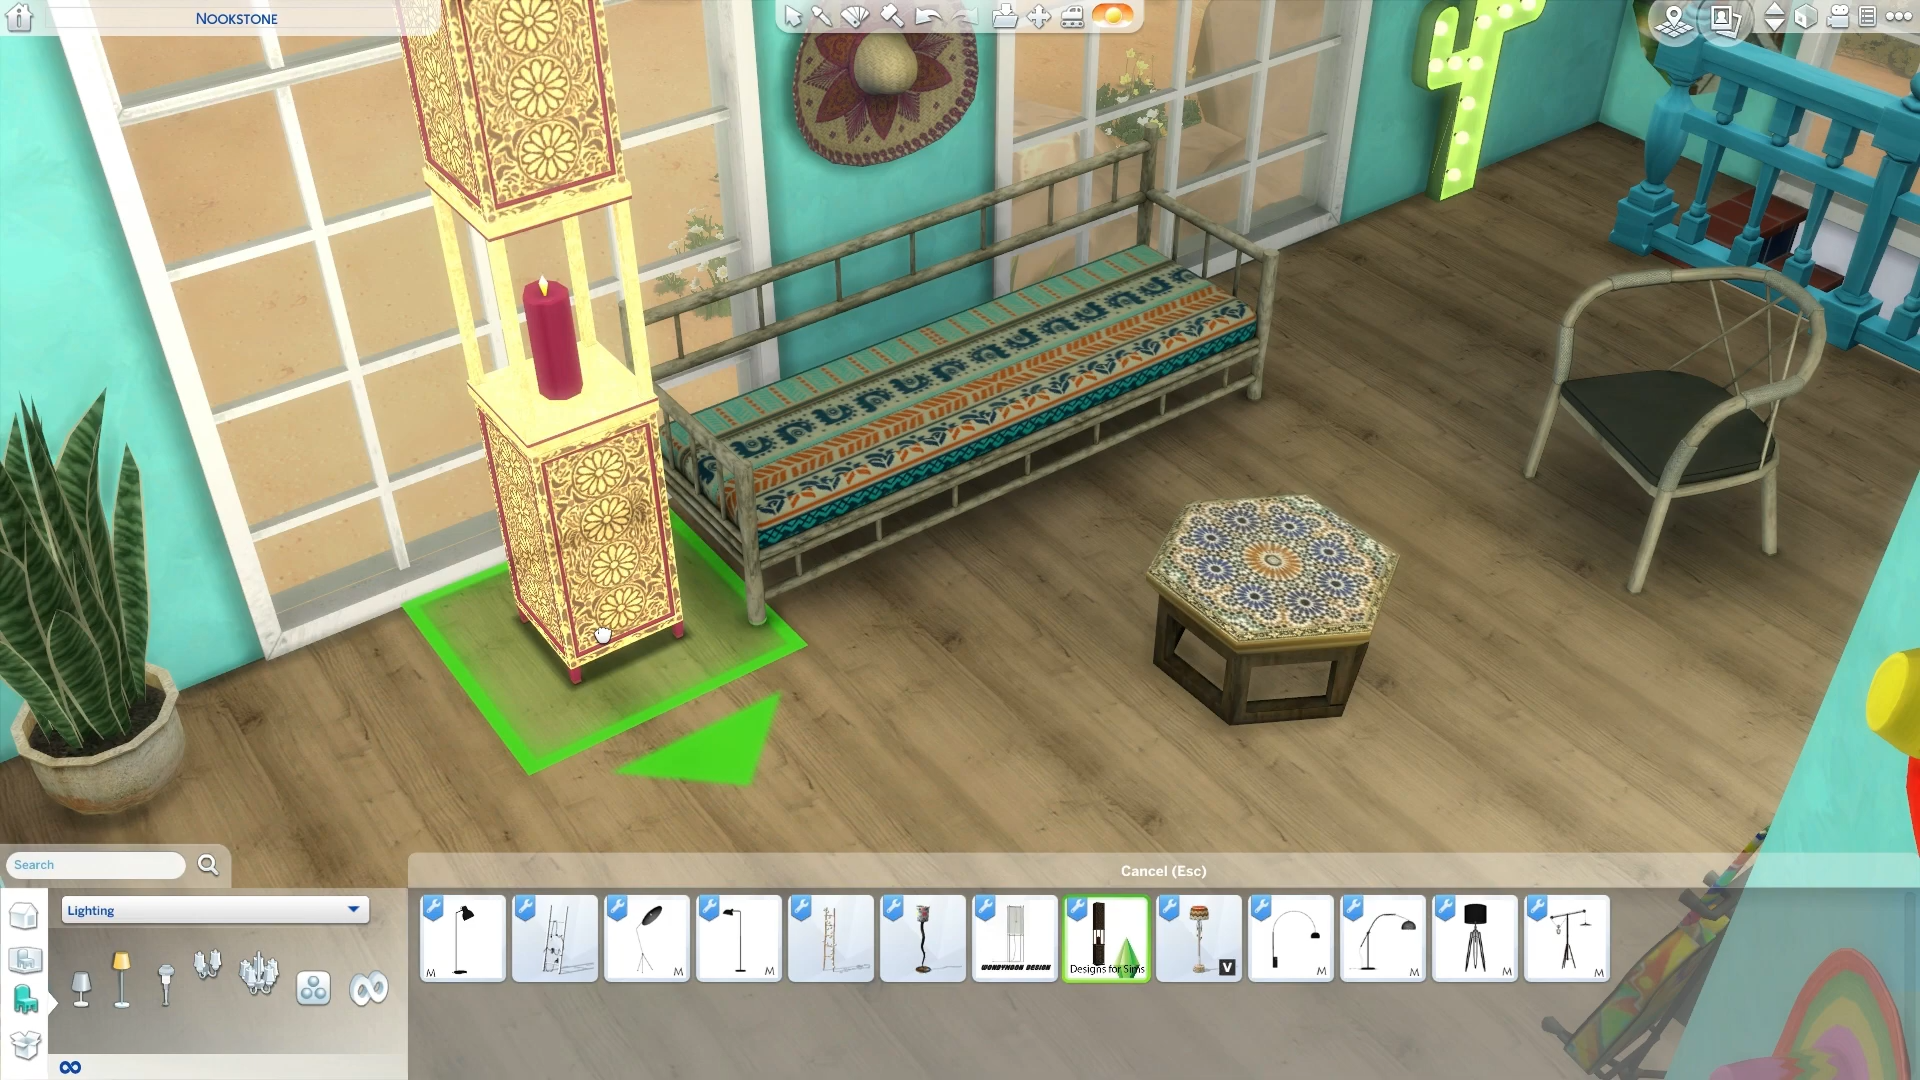 NOOKSTONE
Search
Cancel (Esc)
Lighting
M
M
M
WONDYMOON DESIGN
Designs for Sims
V
M
M
M
M